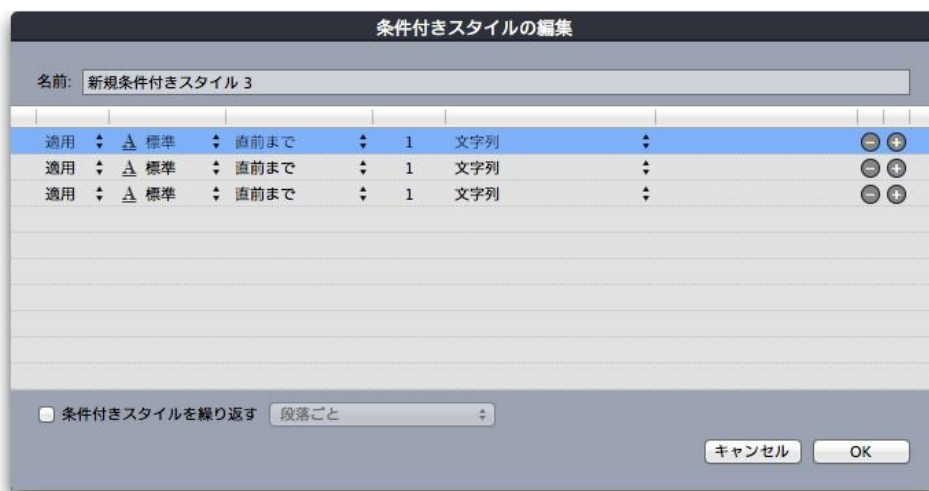 条件付きスタイルの編集
名前: 新規条件付きスタイル 3
適用 A 標準 直前まで 1 文字列
適用 A 標準 直前まで 1 文字列
適用 A 標準 直前まで 1 文字列
条件付きスタイルを繰り返す 段落ごと
キャンセル OK